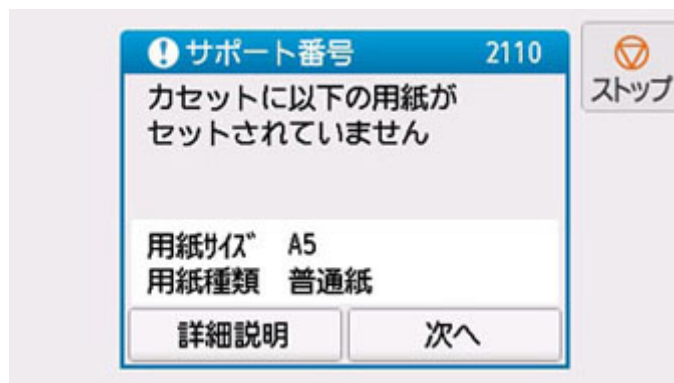 サポート番号 2110
ストップ
カセットに以下の用紙が
セットされていません
用紙サイズ A5
用紙種類 普通紙
詳細説明 次へ